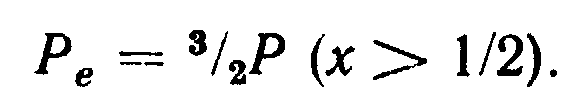 Pₑ = ³/₂P (x > 1/2).